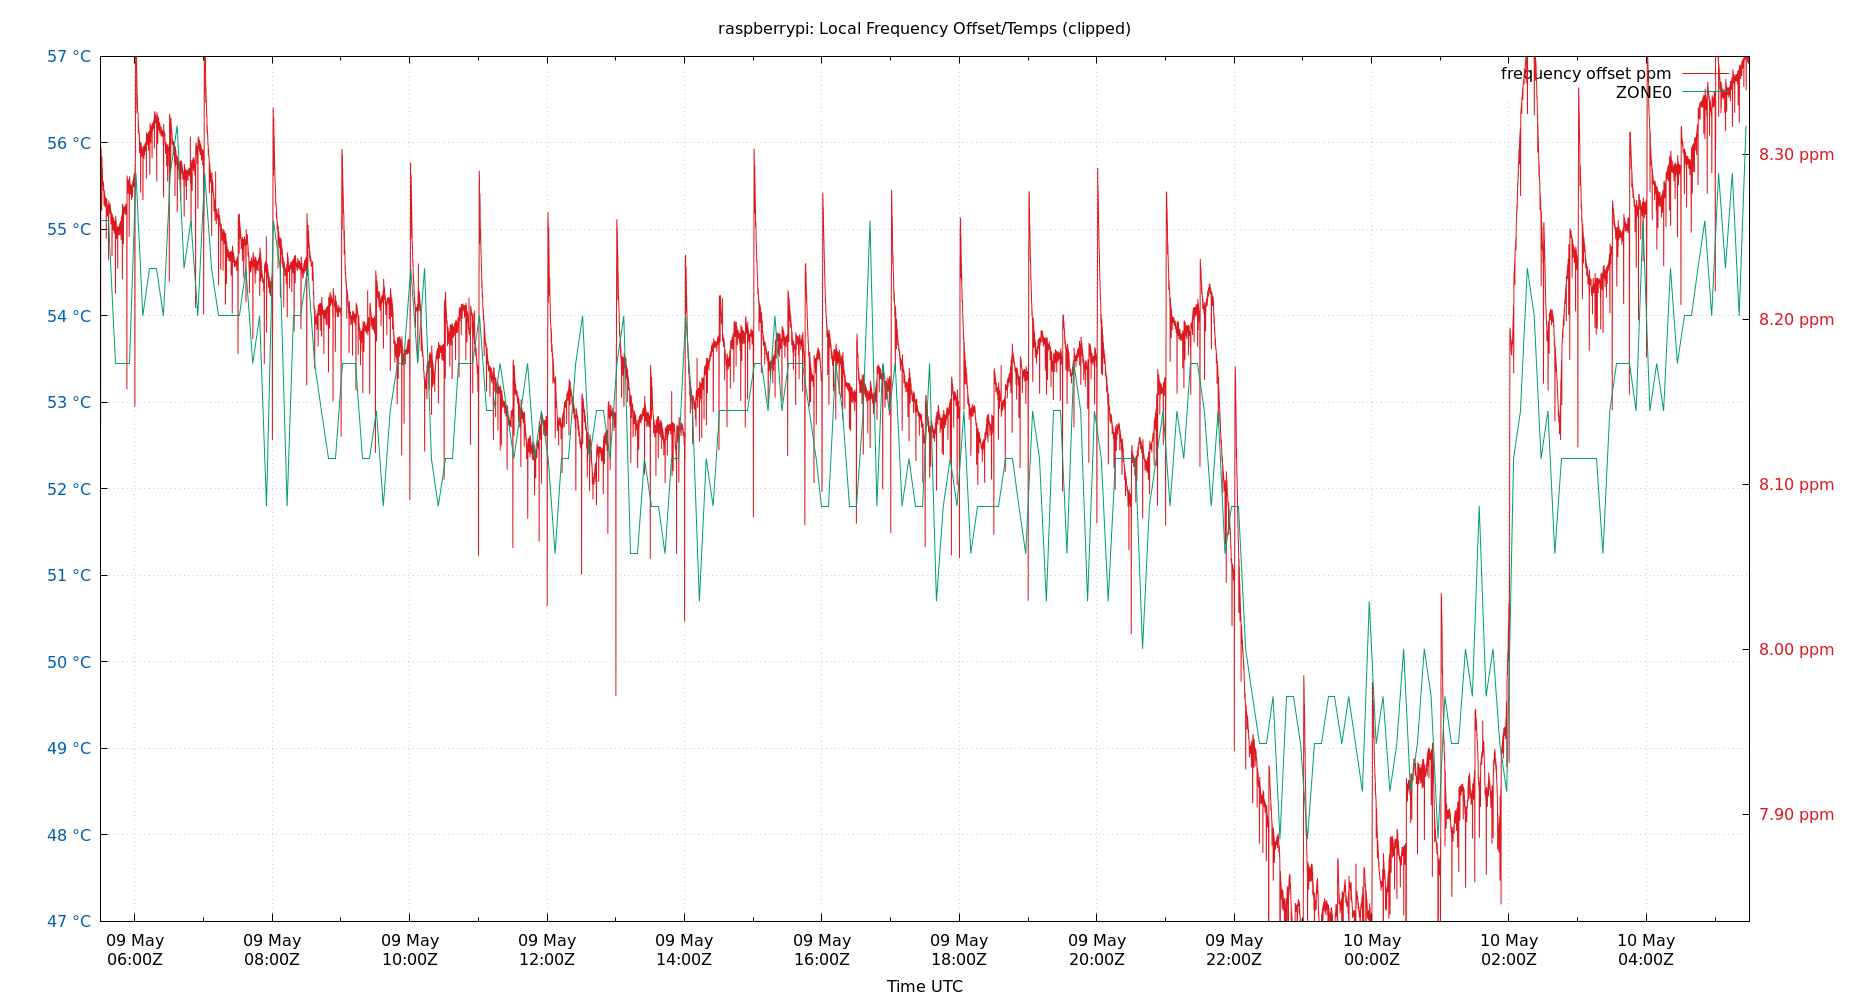 raspberrypi: Local Frequency Offset/Temps (clipped)
57 °C
56 °C
55 °C
54 °C
53 °C
52 °C
51 °C
50 °C
49 °C
48 °C
47 °C
frequency offset ppm
ZONE0
8.30 ppm
8.20 ppm
8.10 ppm
8.00 ppm
7.90 ppm
09 May 09 May 09 May 09 May 09 May 09 May 09 May 09 May 09 May 10 May 10 May 10 May
06:00Z 08:00Z 10:00Z 12:00Z 14:00Z 16:00Z 18:00Z 20:00Z 22:00Z 00:00Z 02:00Z 04:00Z
Time UTC